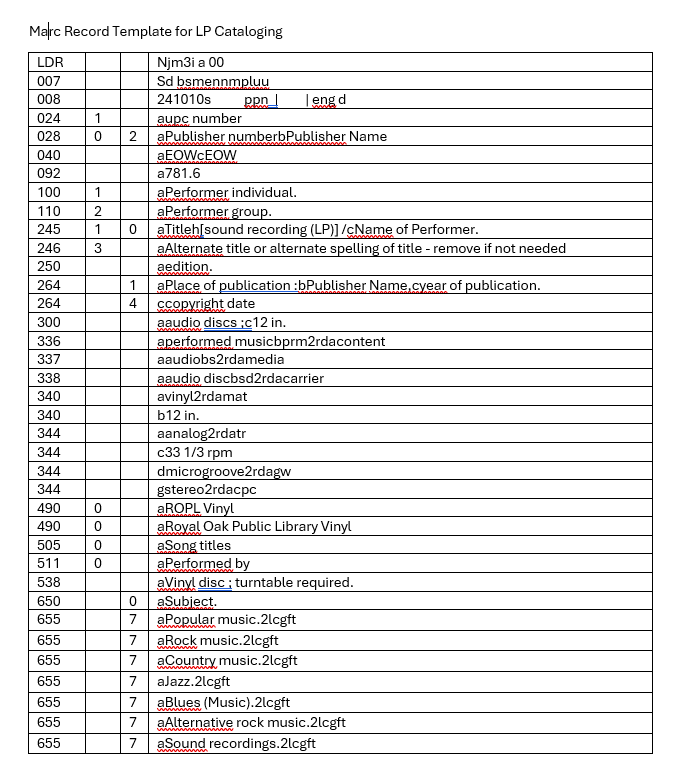 Marc Record Template for LP Cataloging
LDR Njm3i a 00
007 Sd bsmennmpluu
008 241010s ppn | | eng d
024 1 aupc number
028 0 2 aPublisher numberbPublisher Name
040 aEOWcEOW
092 a781.6
100 1 aPerformer individual.
110 2 aPerformer group.
245 1 0 aTitleh[sound recording (LP)] /cName of Performer.
246 3 aAlternate title or alternate spelling of title - remove if not needed
250 aedition.
264 1 aPlace of publication :bPublisher Name,cyear of publication.
264 4 ccopyright date
300 aaudio discs ;c12 in.
336 aperformed musicbprm2rdacontent
337 aaudiobs2rdamedia
338 aaudio discbsd2rdacarrier
340 avinyl2rdamat
340 b12 in.
344 aanalog2rdatr
344 c33 1/3 rpm
344 dmicrogroove2rdagw
344 gstereo2rdacpc
490 0 aROPL Vinyl
490 0 aRoyal Oak Public Library Vinyl
505 0 aSong titles
511 0 aPerformed by
538 aVinyl disc ; turntable required.
650 0 aSubject.
655 7 aPopular music.2lcgft
655 7 aRock music.2lcgft
655 7 aCountry music.2lcgft
655 7 aJazz.2lcgft
655 7 aBlues (Music).2lcgft
655 7 aAlternative rock music.2lcgft
655 7 aSound recordings.2lcgft